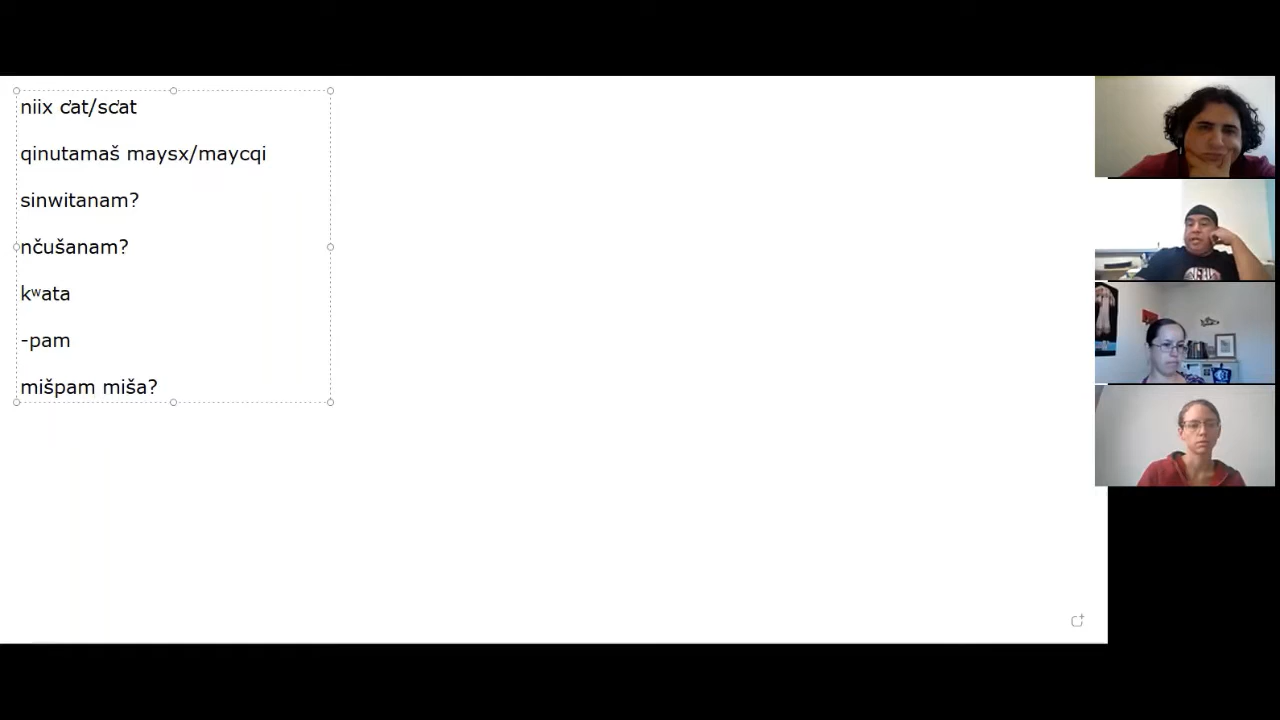 niix c̓at/sc̓at
qinutamaš maysx/maycqi
sinwitanam?
nčušanam?
kʷata
-pam
mišpam miša?